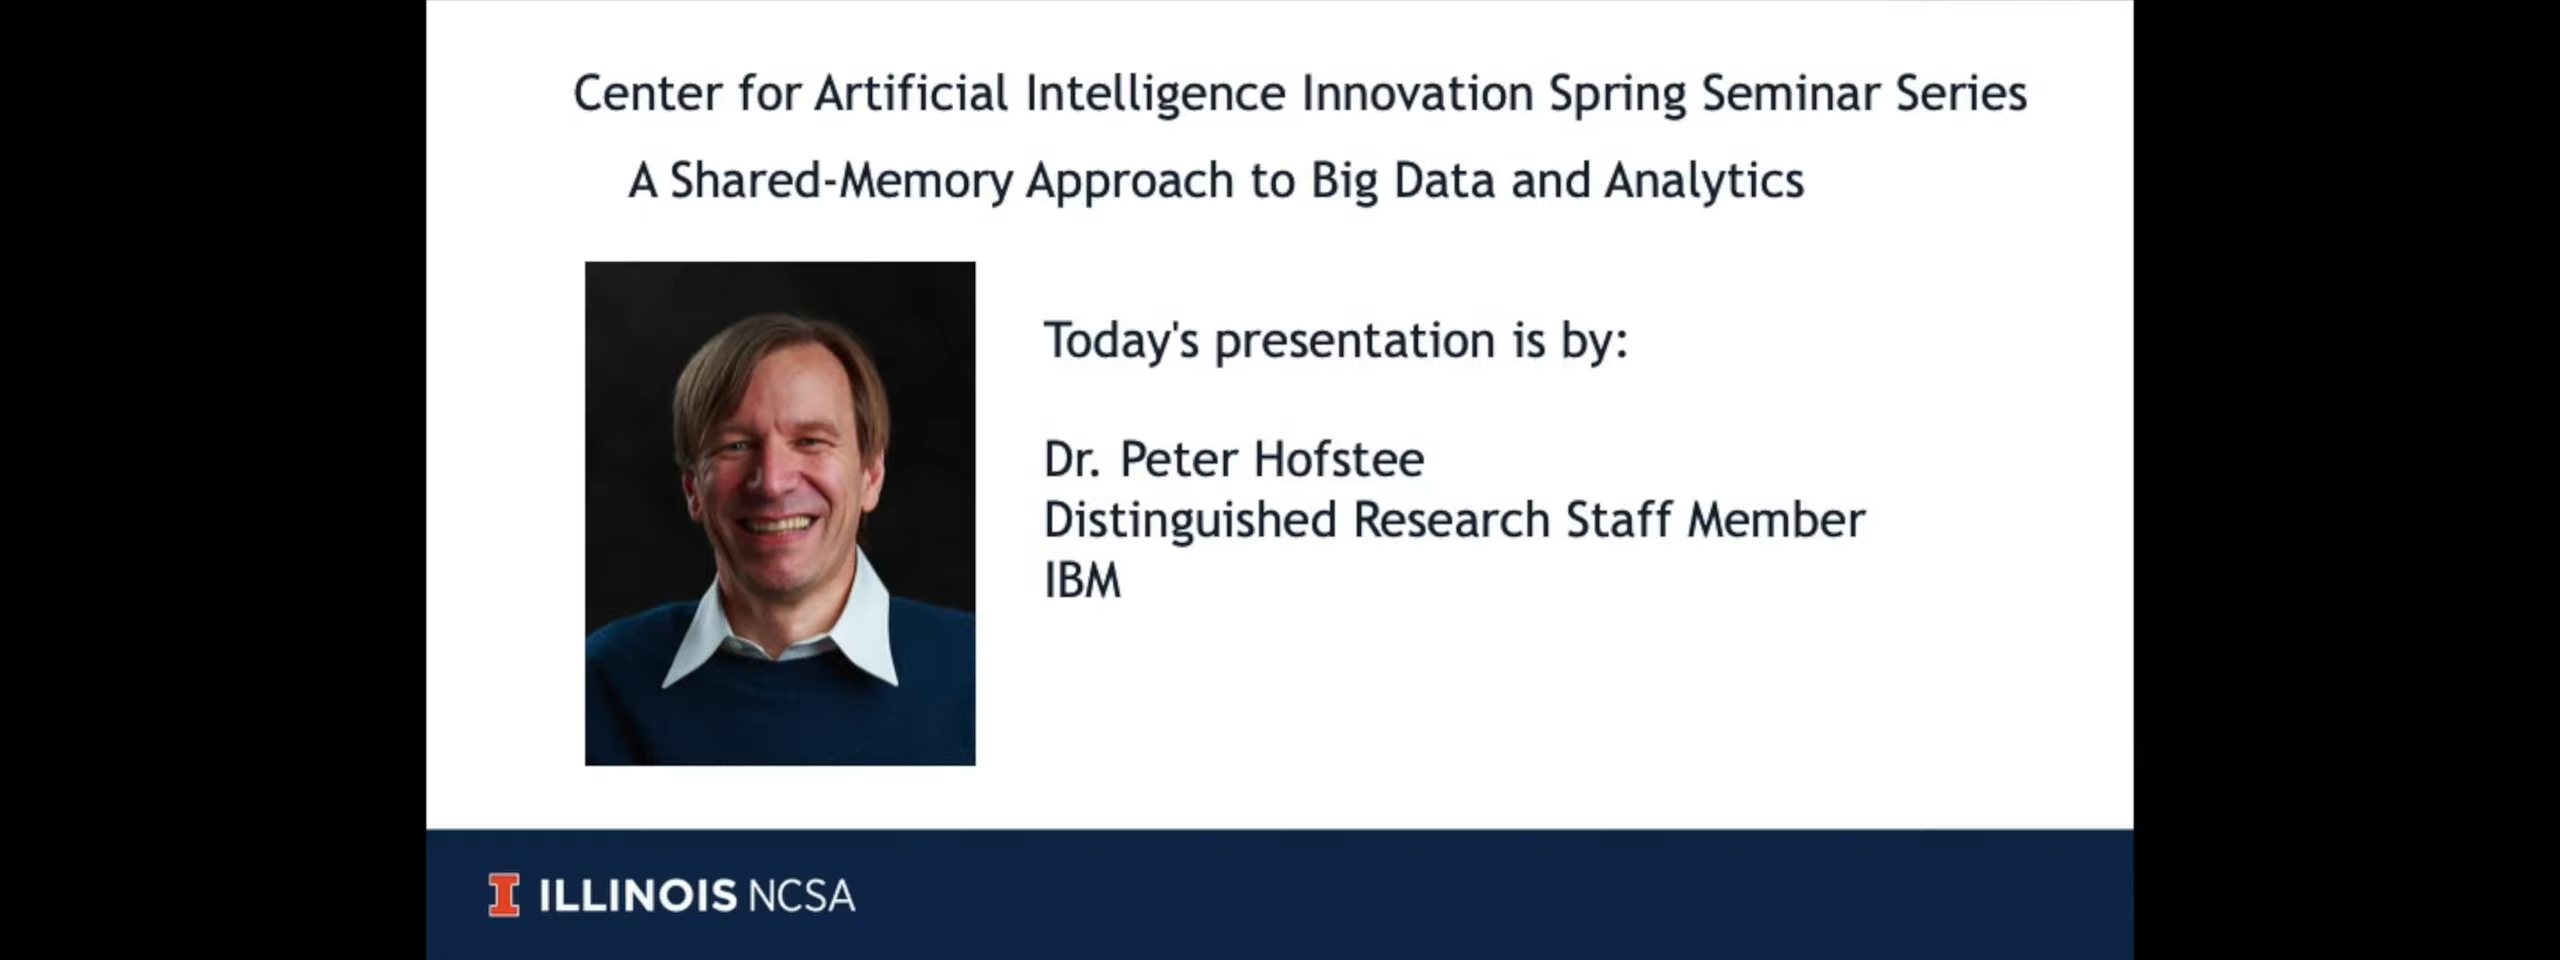 Center for Artificial Intelligence Innovation Spring Seminar Series
A Shared-Memory Approach to Big Data and Analytics
Today's presentation is by:
Dr. Peter Hofstee
Distinguished Research Staff Member
IBM
I ILLINOIS NCSA